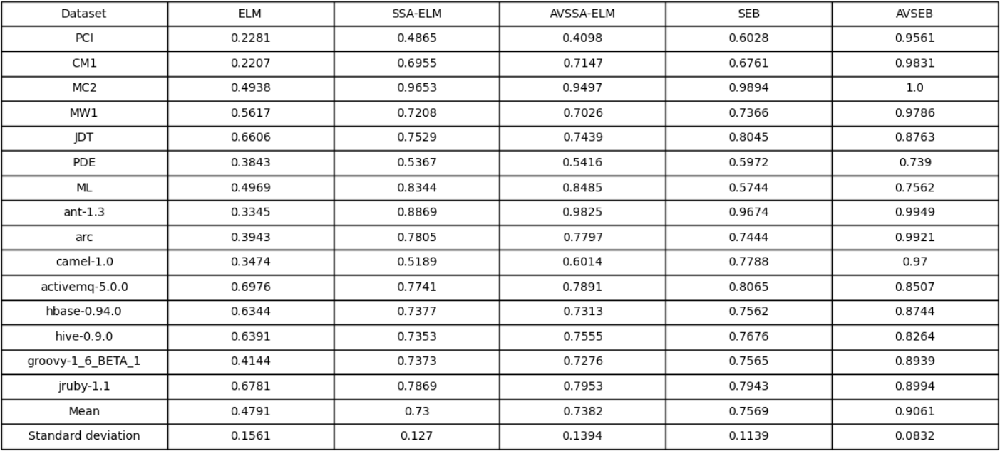 Dataset ELM SSA-ELM AVSSA-ELM SEB AVSEB
PCI 0.2281 0.4865 0.4098 0.6028 0.9561
CM1 0.2207 0.6955 0.7147 0.6761 0.9831
MC2 0.4938 0.9653 0.9497 0.9894 1.0
MW1 0.5617 0.7208 0.7026 0.7366 0.9786
JDT 0.6606 0.7529 0.7439 0.8045 0.8763
PDE 0.3843 0.5367 0.5416 0.5972 0.739
ML 0.4969 0.8344 0.8485 0.5744 0.7562
ant-1.3 0.3345 0.8869 0.9825 0.9674 0.9949
arc 0.3943 0.7805 0.7797 0.7444 0.9921
camel-1.0 0.3474 0.5189 0.6014 0.7788 0.97
activemq-5.0.0 0.6976 0.7741 0.7891 0.8065 0.8507
hbase-0.94.0 0.6344 0.7377 0.7313 0.7562 0.8744
hive-0.9.0 0.6391 0.7353 0.7555 0.7676 0.8264
groovy-1_6_BETA_1 0.4144 0.7373 0.7276 0.7565 0.8939
jruby-1.1 0.6781 0.7869 0.7953 0.7943 0.8994
Mean 0.4791 0.73 0.7382 0.7569 0.9061
Standard deviation 0.1561 0.127 0.1394 0.1139 0.0832